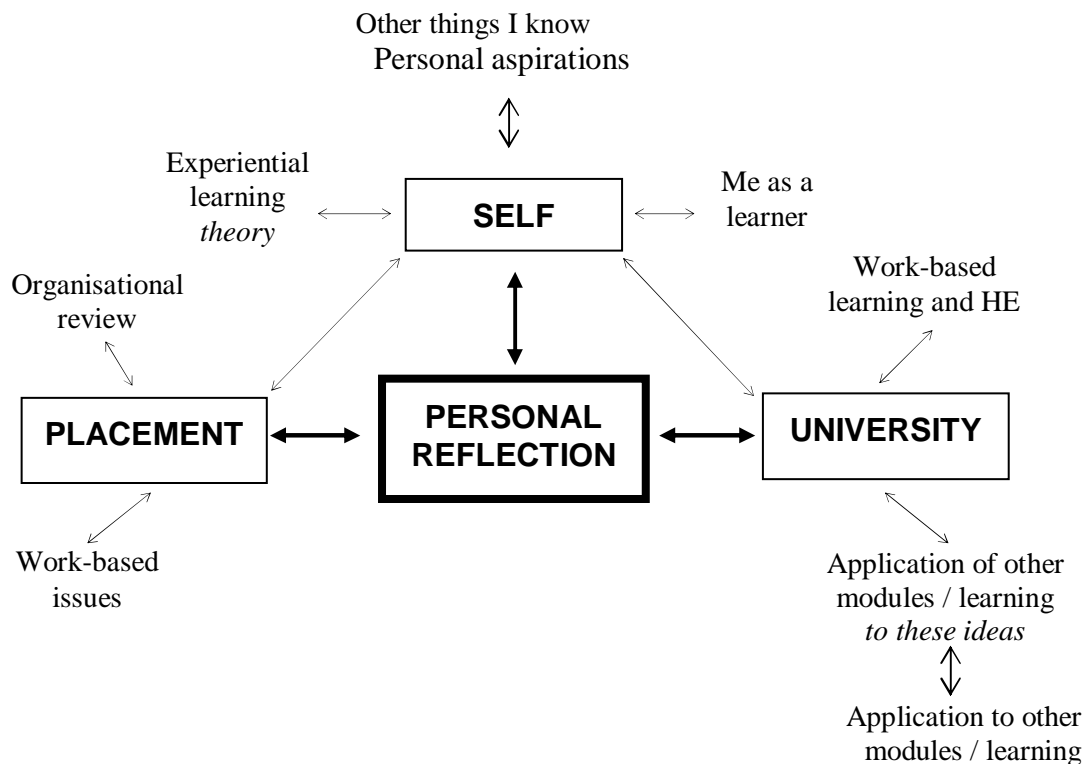 Other things I know
Personal aspirations
Experiential
learning
theory
SELF
Me as a
learner
Organisational
review
Work-based
learning and HE
PLACEMENT
PERSONAL
REFLECTION
UNIVERSITY
Work-based
issues
Application of other
modules / learning
to these ideas
Application to other
modules / learning